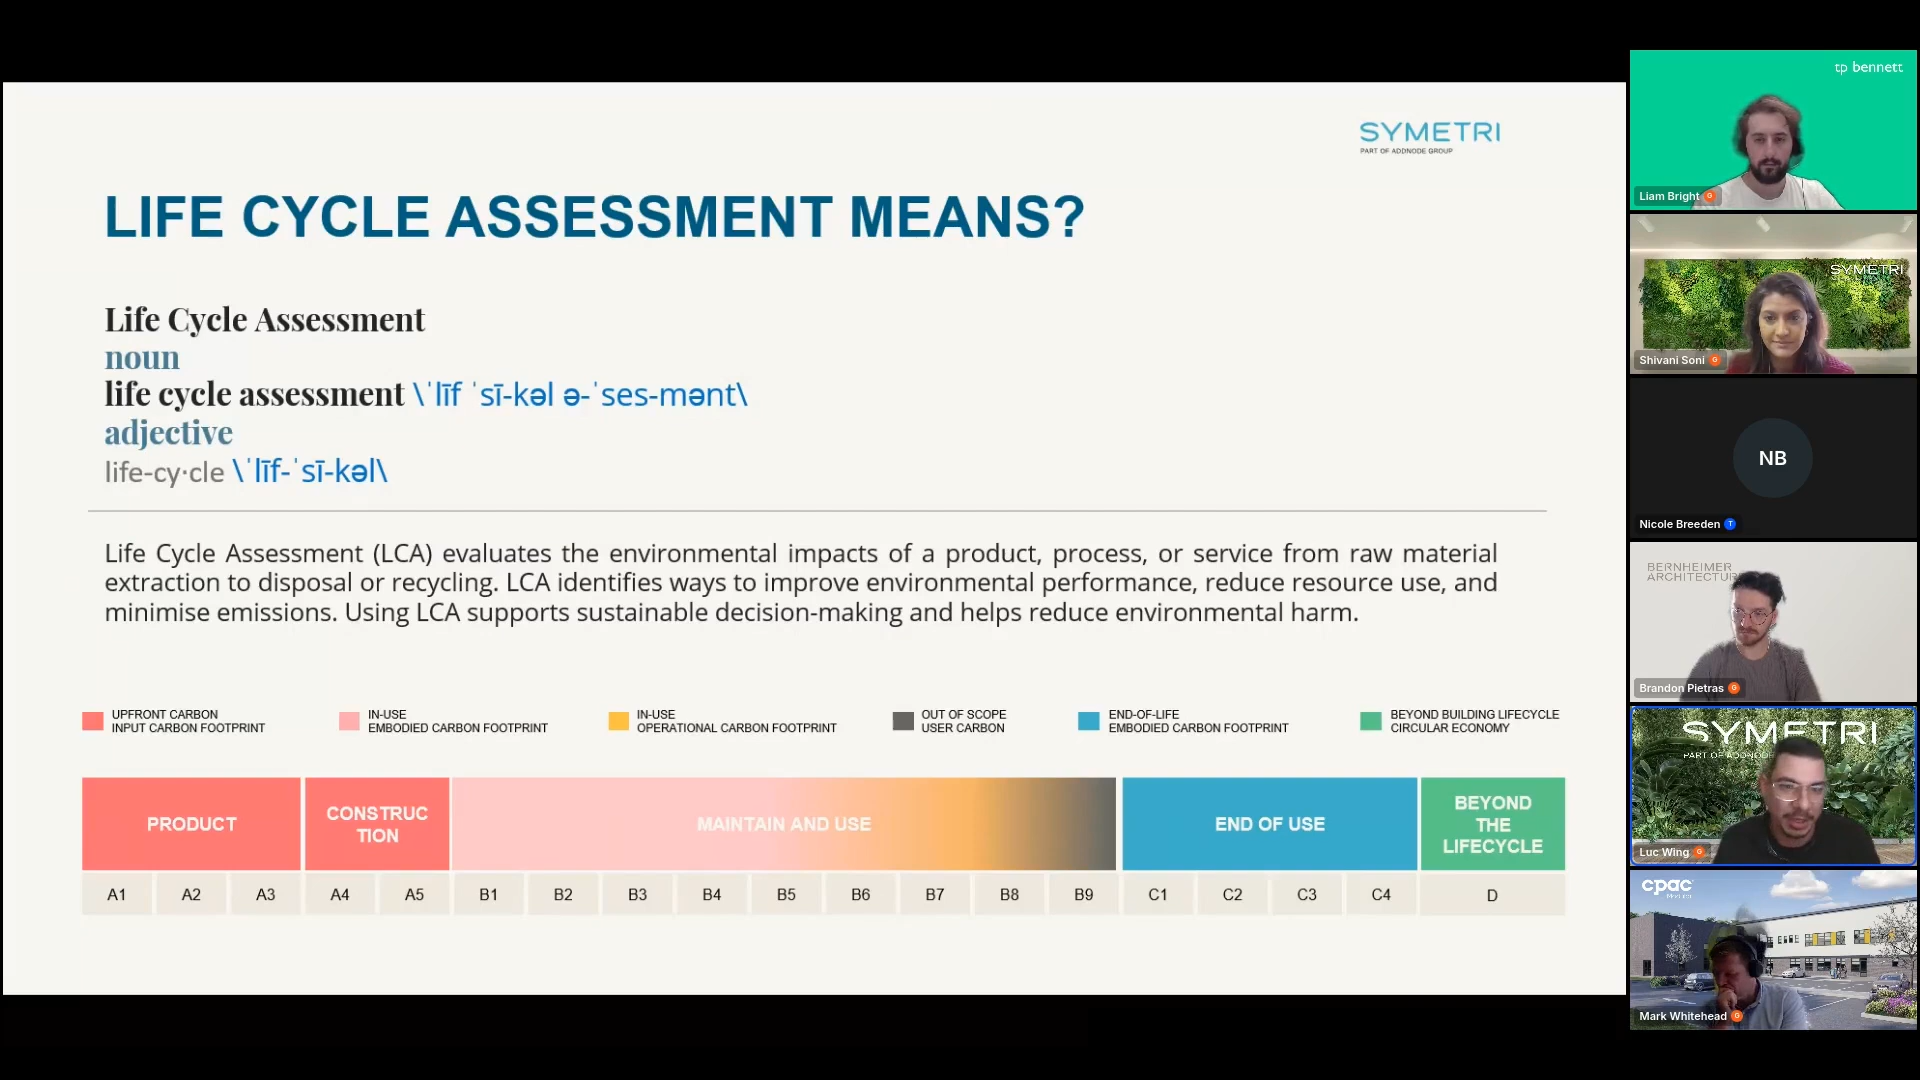 SYMETRI
PART OF ADDNODE GROUP
LIFE CYCLE ASSESSMENT MEANS?
Life Cycle Assessment
noun
life cycle assessment \ˈlīf ˈsī-kəl ə-ˈses-mənt\
adjective
life-cy·cle \ˈlīf-ˈsī-kəl\
Life Cycle Assessment (LCA) evaluates the environmental impacts of a product, process, or service from raw material
extraction to disposal or recycling. LCA identifies ways to improve environmental performance, reduce resource use, and
minimise emissions. Using LCA supports sustainable decision-making and helps reduce environmental harm.
UPFRONT CARBON
INPUT CARBON FOOTPRINT
IN-USE
EMBODIED CARBON FOOTPRINT
IN-USE
OPERATIONAL CARBON FOOTPRINT
OUT OF SCOPE
USER CARBON
END-OF-LIFE
EMBODIED CARBON FOOTPRINT
BEYOND BUILDING LIFECYCLE
CIRCULAR ECONOMY
PRODUCT
CONSTRUC
TION
MAINTAIN AND USE
END OF USE
BEYOND
THE
LIFECYCLE
A1 A2 A3 A4 A5 B1 B2 B3 B4 B5 B6 B7 B8 B9 C1 C2 C3 C4 D
tp bennett
Liam Bright G
SYMETRI
Shivani Soni G
NB
Nicole Breeden T
BERNHEIMER
Brandon Pietras G
SYMETRI
Luc Wing G
cpac
Mark Whitehead G